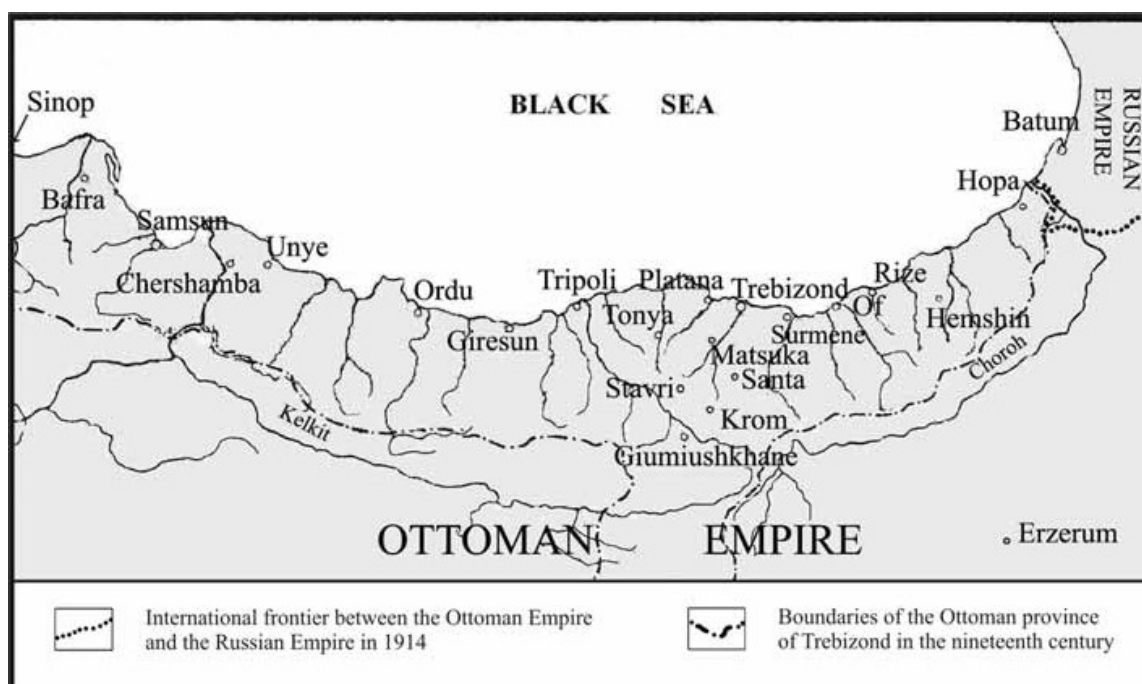 Sinop
BLACK SEA
RUSSIAN
EMPIRE
Batum
Hopa
Bafra
Samsun
Unye
Chershamba
Ordu
Giresun
Tripoli
Platana
Trebizond
Rize
Of
Tonya
Surmene
Hemshin
Matsuka
Santa
Stavri
Krom
Choroh
Kelkit
Giumiushkhane
OTTOMAN EMPIRE
Erzerum
International frontier between the Ottoman Empire
and the Russian Empire in 1914
Boundaries of the Ottoman province
of Trebizond in the nineteenth century